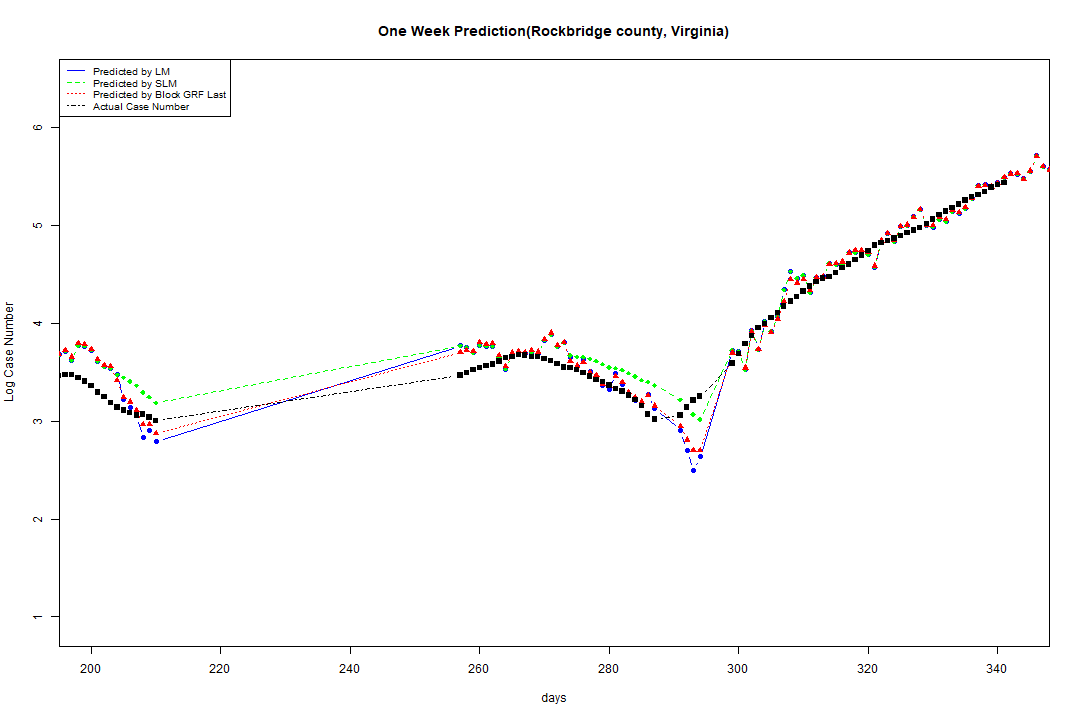 One Week Prediction(Rockbridge county, Virginia)
Predicted by LM
Predicted by SLM
Predicted by Block GRF Last
Actual Case Number
Log Case Number
6
5
4
3
2
1
200 220 240 260 280 300 320 340
days